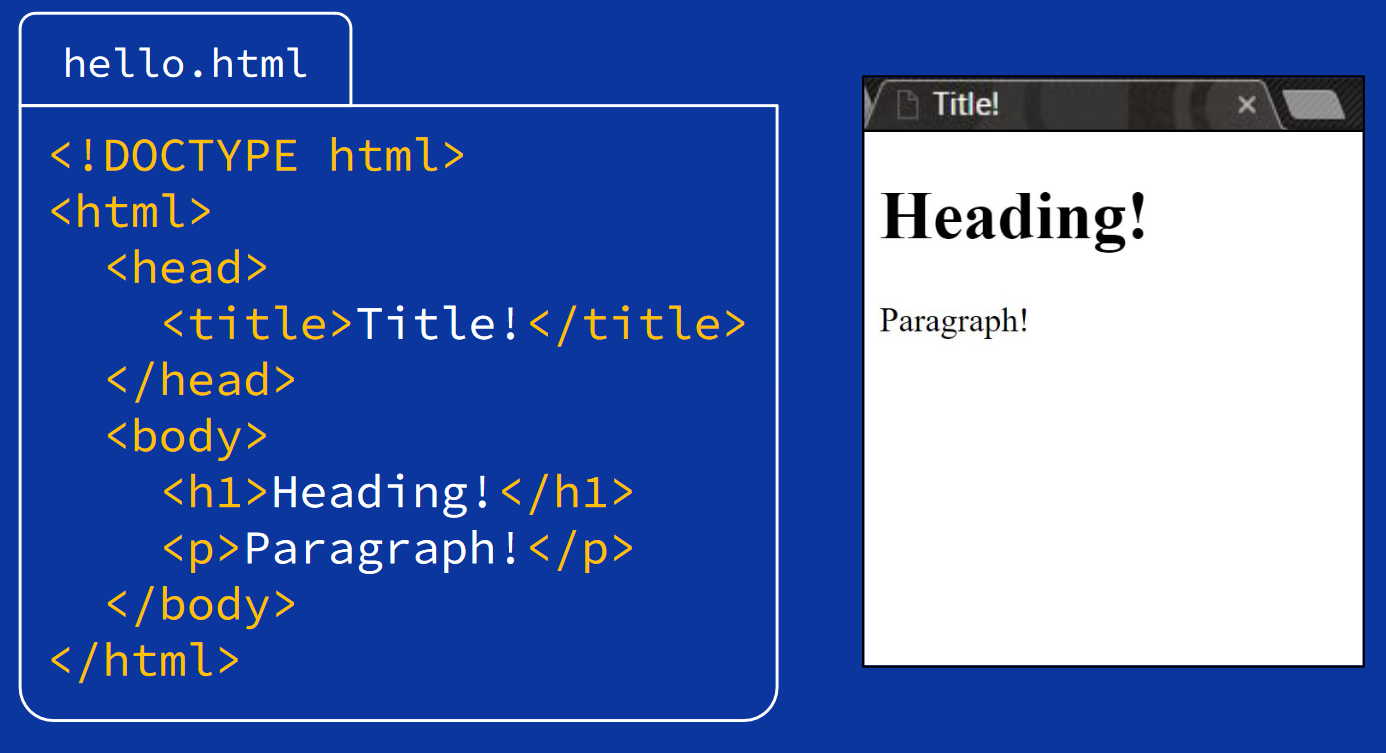 hello.html
<!DOCTYPE html>
<html>
  <head>
    <title>Title!</title>
  </head>
  <body>
    <h1>Heading!</h1>
    <p>Paragraph!</p>
  </body>
</html>
Title!
Heading!
Paragraph!